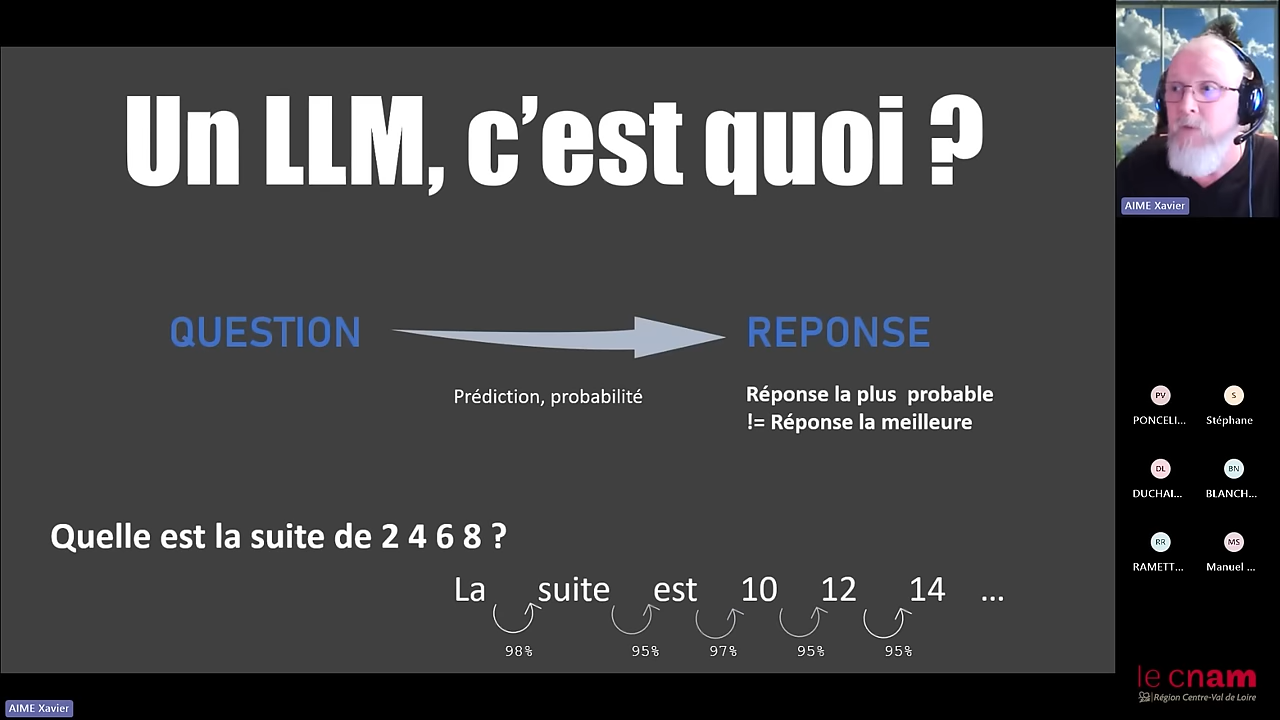 Un LLM, c’est quoi ?
QUESTION
REPONSE
Prédiction, probabilité
Réponse la plus  probable
!= Réponse la meilleure
Quelle est la suite de 2 4 6 8 ?
La suite est 10 12 14 ...
98% 95% 97% 95% 95%
AIME Xavier
PV
S
PONCELI...
Stéphane
DL
BN
DUCHAI...
BLANCH...
RR
MS
RAMETT...
Manuel ...
le cnam
Région Centre-Val de Loire
AIME Xavier